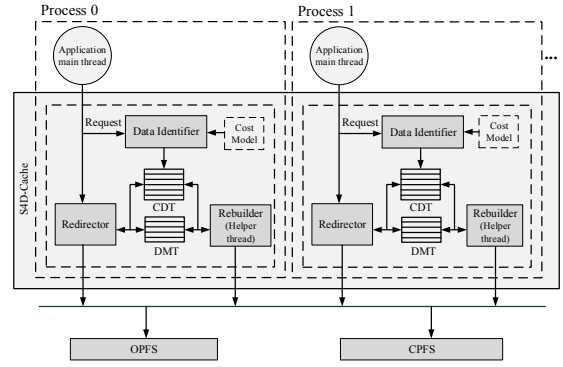 Process 0
Process 1
Application
main thread
Application
main thread
...
S4D-Cache
Request
Data Identifier
Cost
Model
Request
Data Identifier
Cost
Model
CDT
CDT
Redirector
DMT
Rebuilder
(Helper
thread)
Redirector
DMT
Rebuilder
(Helper
thread)
OPFS
CPFS